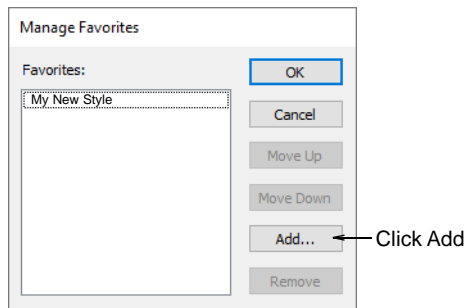 Manage Favorites
Favorites:
My New Style
OK
Cancel
Move Up
Move Down
Add...
Click Add
Remove